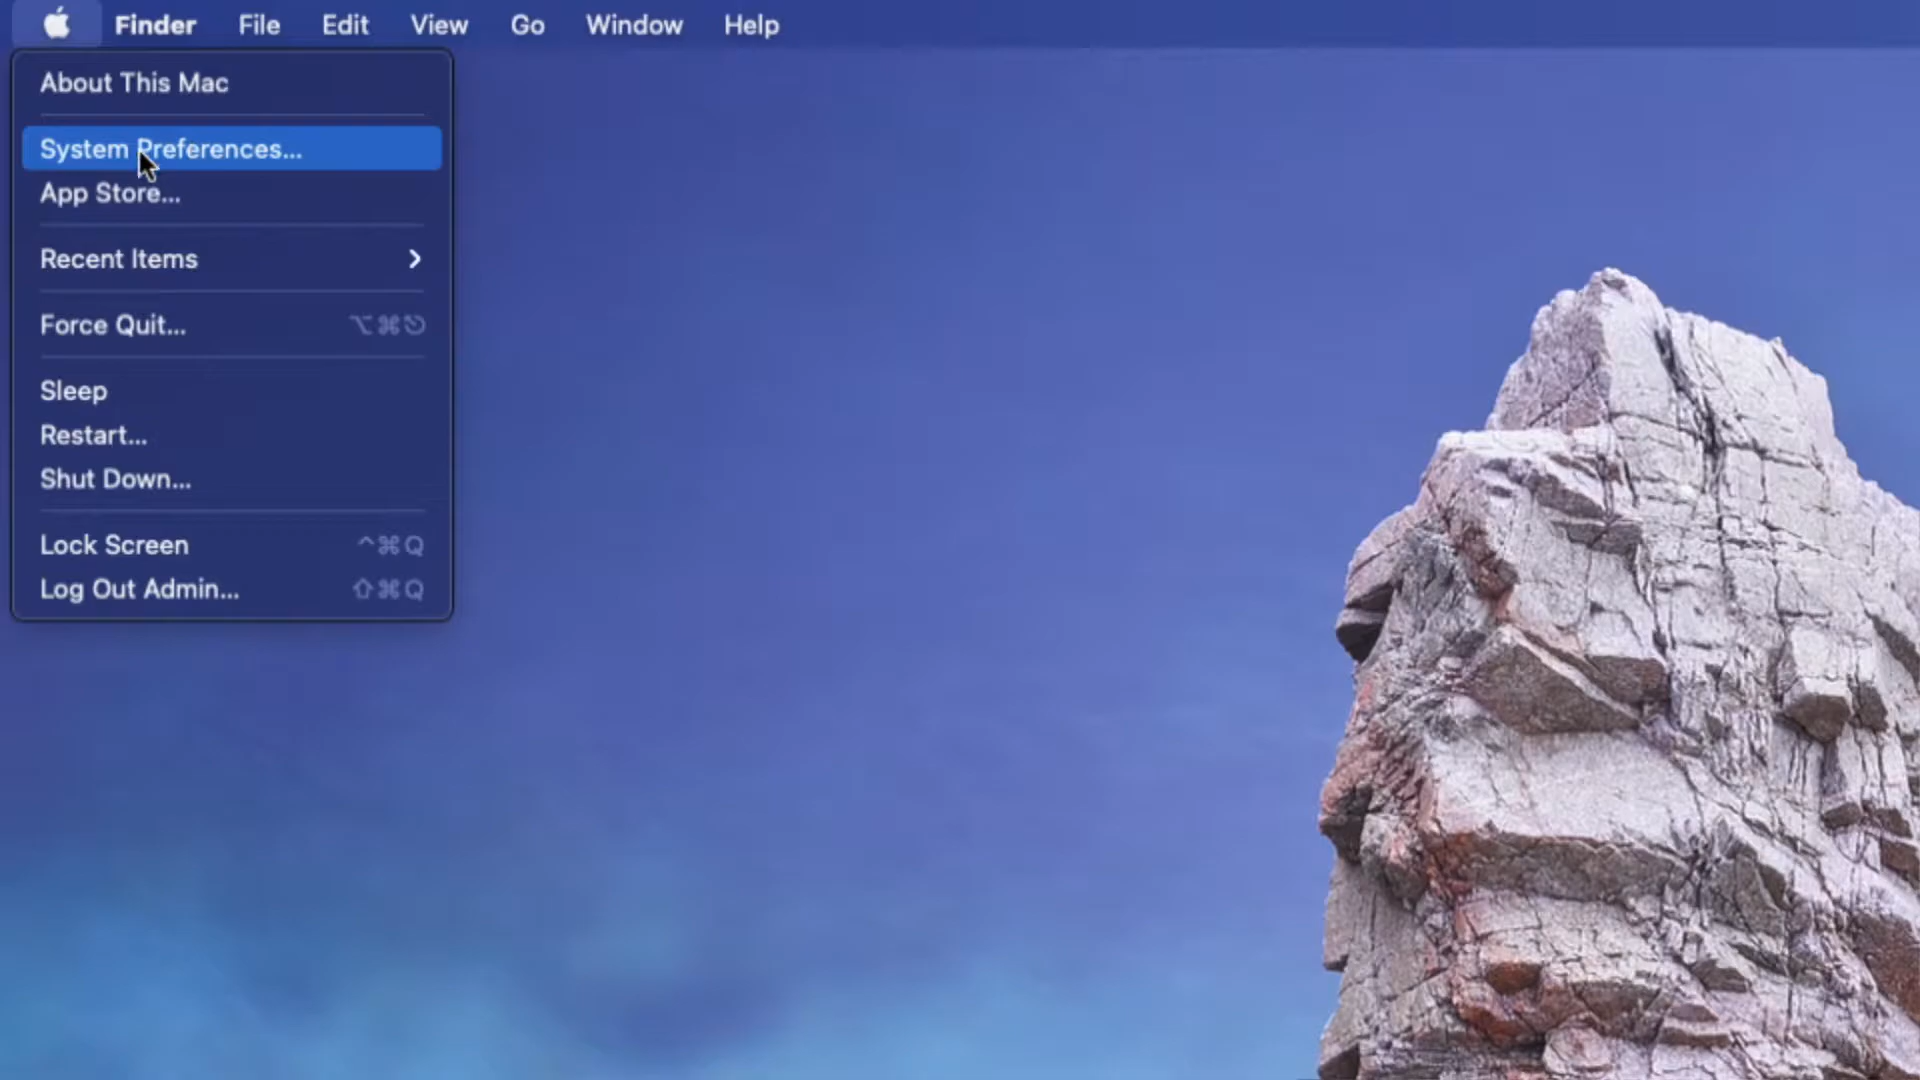 Finder File Edit View Go Window Help
About This Mac
System Preferences...
App Store...
Recent Items
Force Quit... ⌥⌘⎋
Sleep
Restart...
Shut Down...
Lock Screen ^⌘Q
Log Out Admin... ⇧⌘Q